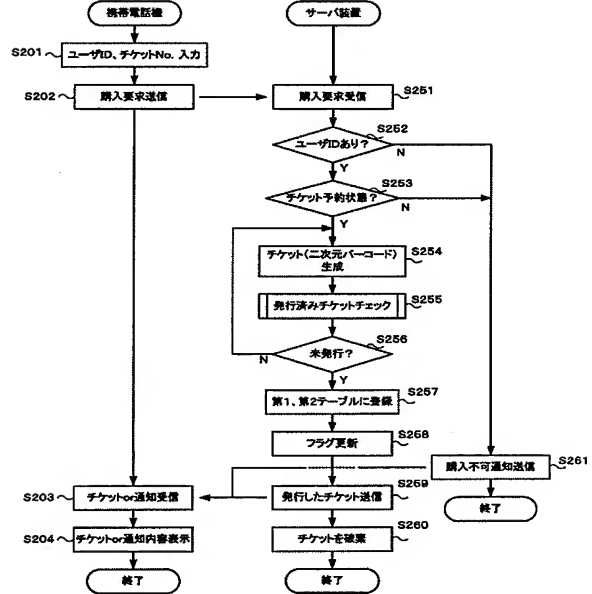 携帯電話機
サーバ装置
S201
ユーザID、チケットNo. 入力
S202
購入要求送信
購入要求受信
S251
ユーザIDあり?
S252
N
Y
チケット予約状態?
S253
N
Y
チケット(二次元バーコード)
生成
S254
発行済みチケットチェック
S255
未発行?
S256
N
Y
第1、第2テーブルに登録
S257
フラグ更新
S258
購入不可通知送信
S261
終了
S203
チケットor通知受信
発行したチケット送信
S259
S204
チケットor通知内容表示
チケットを破棄
S260
終了
終了